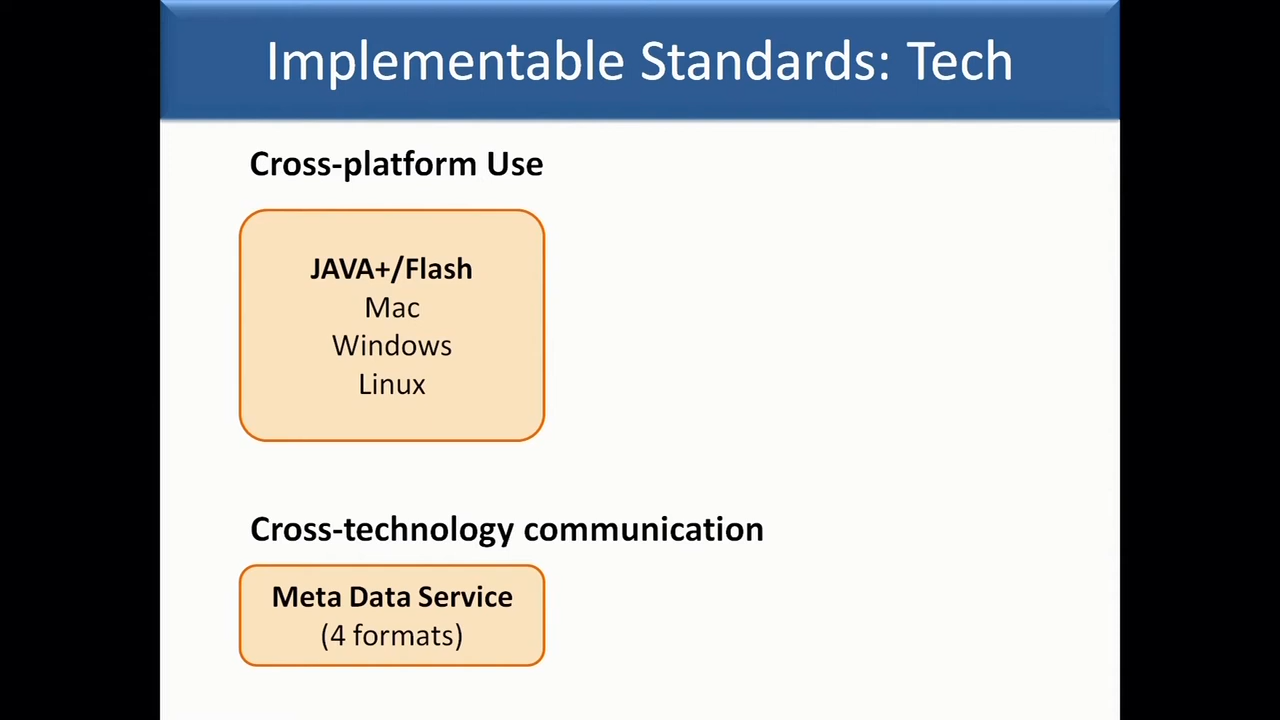 Implementable Standards: Tech
Cross-platform Use
JAVA+/Flash
Mac
Windows
Linux
Cross-technology communication
Meta Data Service
(4 formats)